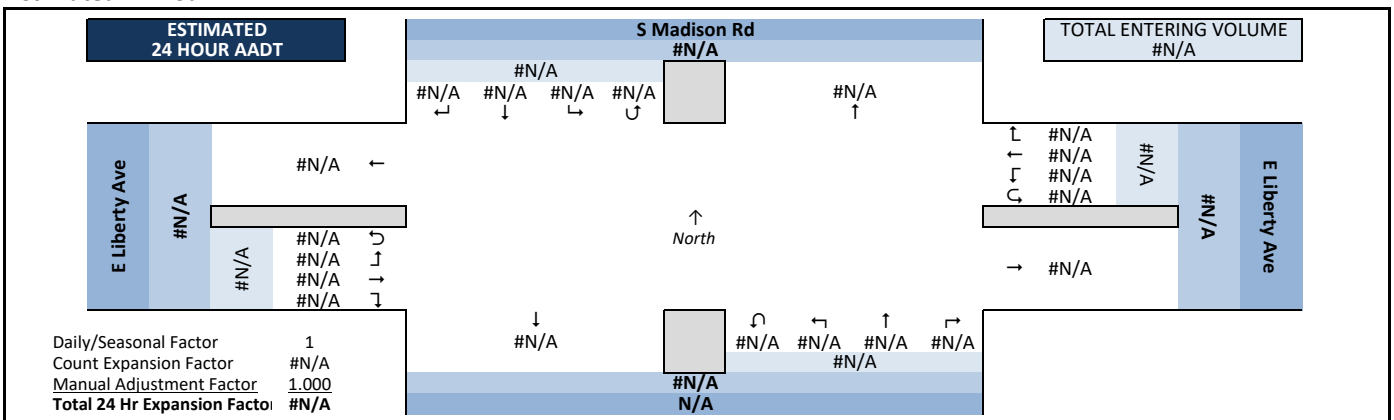 ESTIMATED
24 HOUR AADT
S Madison Rd
#N/A
TOTAL ENTERING VOLUME
#N/A
#N/A
#N/A #N/A #N/A #N/A
↵ ↓ ↳ ↺
#N/A
↑
E Liberty Ave
#N/A
#N/A ←
#N/A
#N/A ⮌
#N/A ⮥
#N/A →
#N/A ↴
↑
North
↱ #N/A
← #N/A
↲ #N/A
⮎ #N/A
#N/A
#N/A
E Liberty Ave
→ #N/A
↓
#N/A
↶ ↰ ↑ ↱
#N/A #N/A #N/A #N/A
#N/A
#N/A
N/A
Daily/Seasonal Factor 1
Count Expansion Factor #N/A
Manual Adjustment Factor 1.000
Total 24 Hr Expansion Facto #N/A